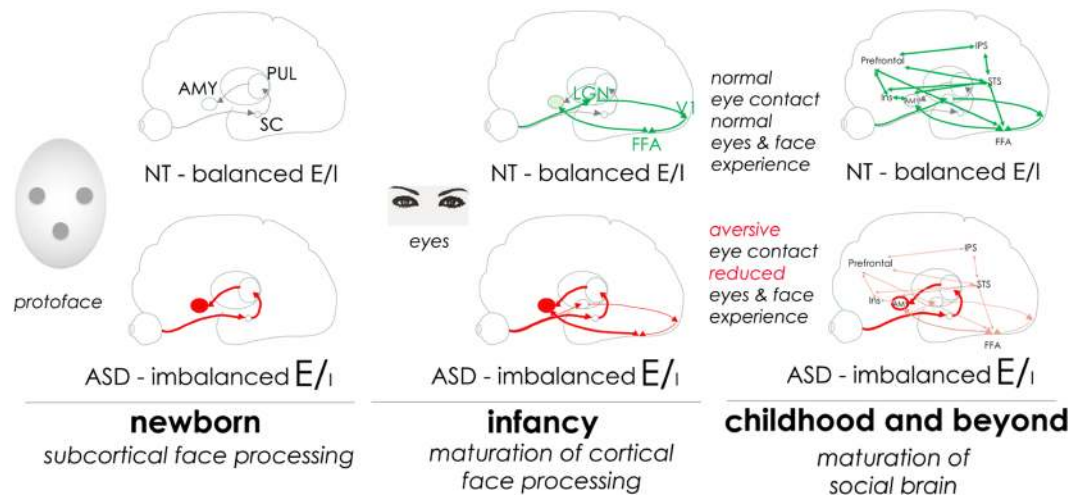 AMY
PUL
SC
NT - balanced E/I
protoface
ASD - imbalanced E/I
newborn
subcortical face processing
LGN
V1
FFA
NT - balanced E/I
eyes
ASD - imbalanced E/I
infancy
maturation of cortical
face processing
normal
eye contact
normal
eyes & face
experience
IPS
Prefrontal
STS
Ins
AM
FFA
NT - balanced E/I
aversive
eye contact
reduced
eyes & face
experience
IPS
Prefrontal
STS
Ins
AM
FFA
ASD - imbalanced E/I
childhood and beyond
maturation of
social brain